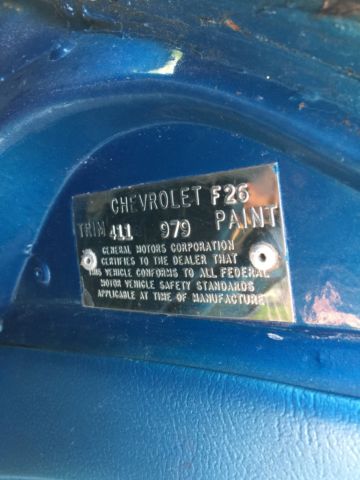 CHEVROLET F26
TRIM 411 979 PAINT
GENERAL MOTORS CORPORATION
CERTIFIES TO THE DEALER THAT
THIS VEHICLE CONFORMS TO ALL FEDERAL
MOTOR VEHICLE SAFETY STANDARDS
APPLICABLE AT TIME OF MANUFACTURE